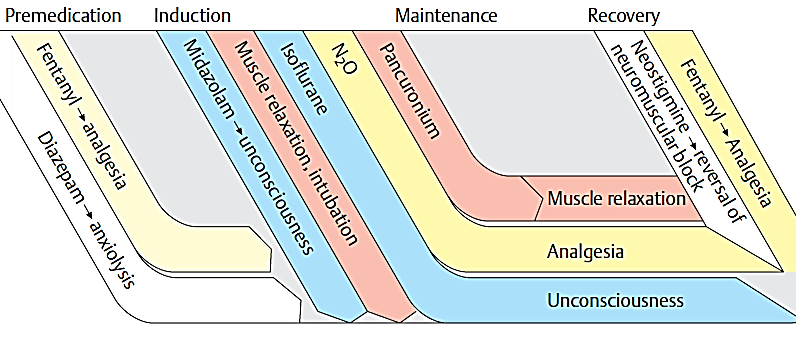 Premedication
Induction
Maintenance
Recovery
Fentanyl → analgesia
Diazepam → anxiolysis
Midazolam → unconsciousness
Muscle relaxation, intubation
Isoflurane
N₂O
Pancuronium
Neostigmine → reversal of
neuromuscular block
Fentanyl → Analgesia
Muscle relaxation
Analgesia
Unconsciousness